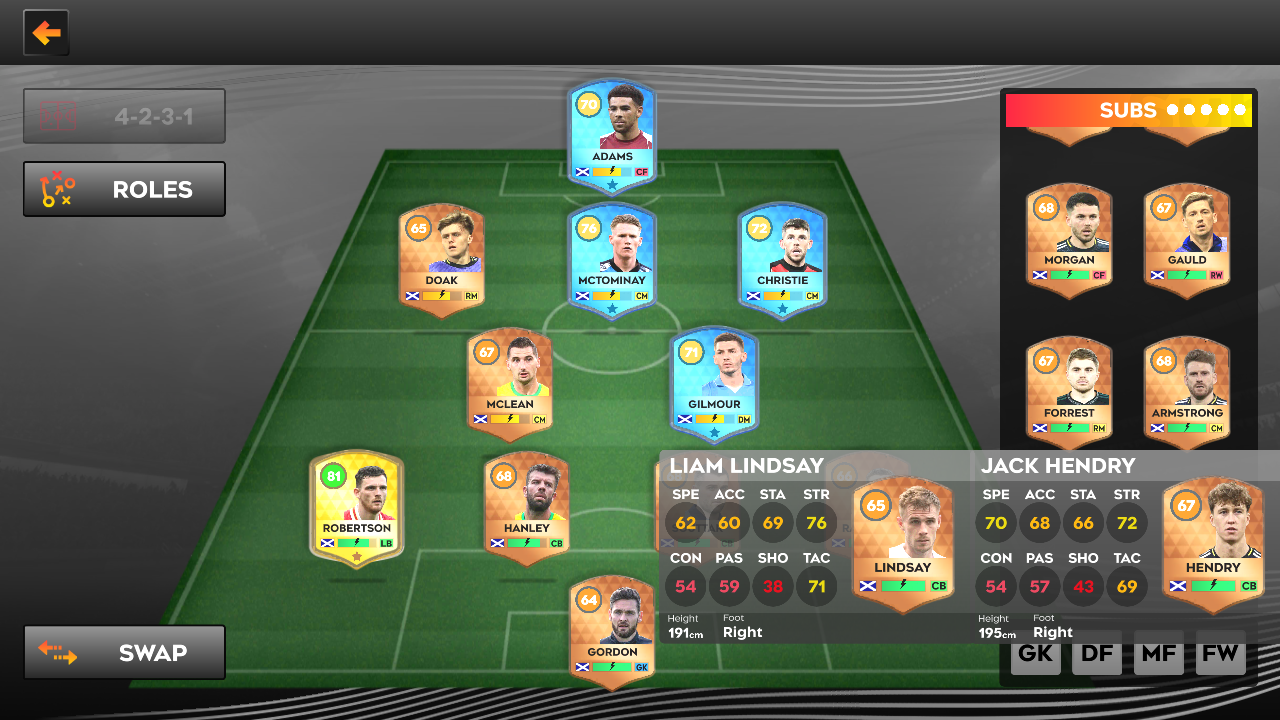 4-2-3-1
ROLES
SUBS
70
ADAMS
CF
65
DOAK
RM
76
MCTOMINAY
CM
72
CHRISTIE
CM
68
MORGAN
CF
67
GAULD
RW
67
MCLEAN
CM
71
GILMOUR
DM
67
FORREST
RM
68
ARMSTRONG
CM
81
ROBERTSON
LB
68
HANLEY
CB
66
LIAM LINDSAY
SPE ACC STA STR
62 60 69 76
CON PAS SHO TAC
54 59 38 71
Height Foot
191cm Right
65
LINDSAY
CB
JACK HENDRY
SPE ACC STA STR
70 68 66 72
CON PAS SHO TAC
54 57 43 69
Height Foot
195cm Right
67
HENDRY
CB
64
GORDON
GK
SWAP
GK DF MF FW